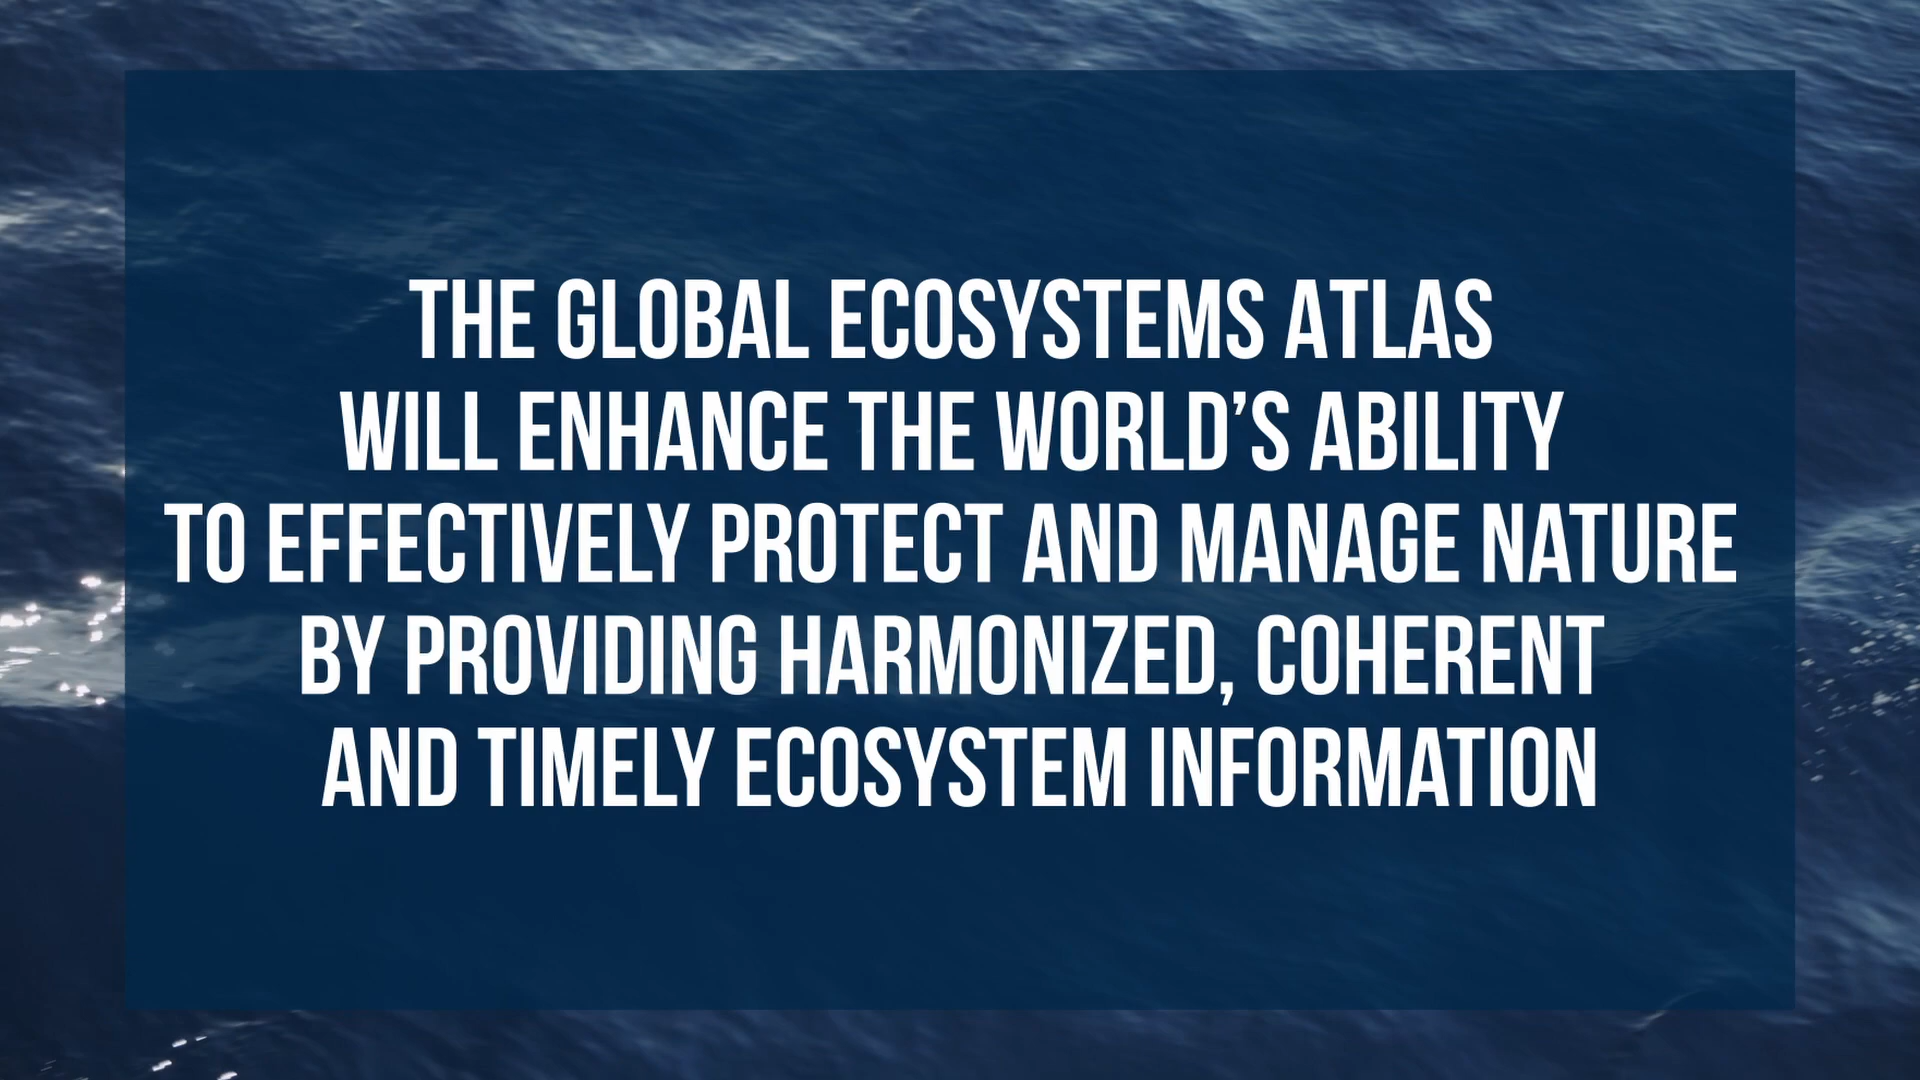 THE GLOBAL ECOSYSTEMS ATLAS
WILL ENHANCE THE WORLD’S ABILITY
TO EFFECTIVELY PROTECT AND MANAGE NATURE
BY PROVIDING HARMONIZED, COHERENT
AND TIMELY ECOSYSTEM INFORMATION